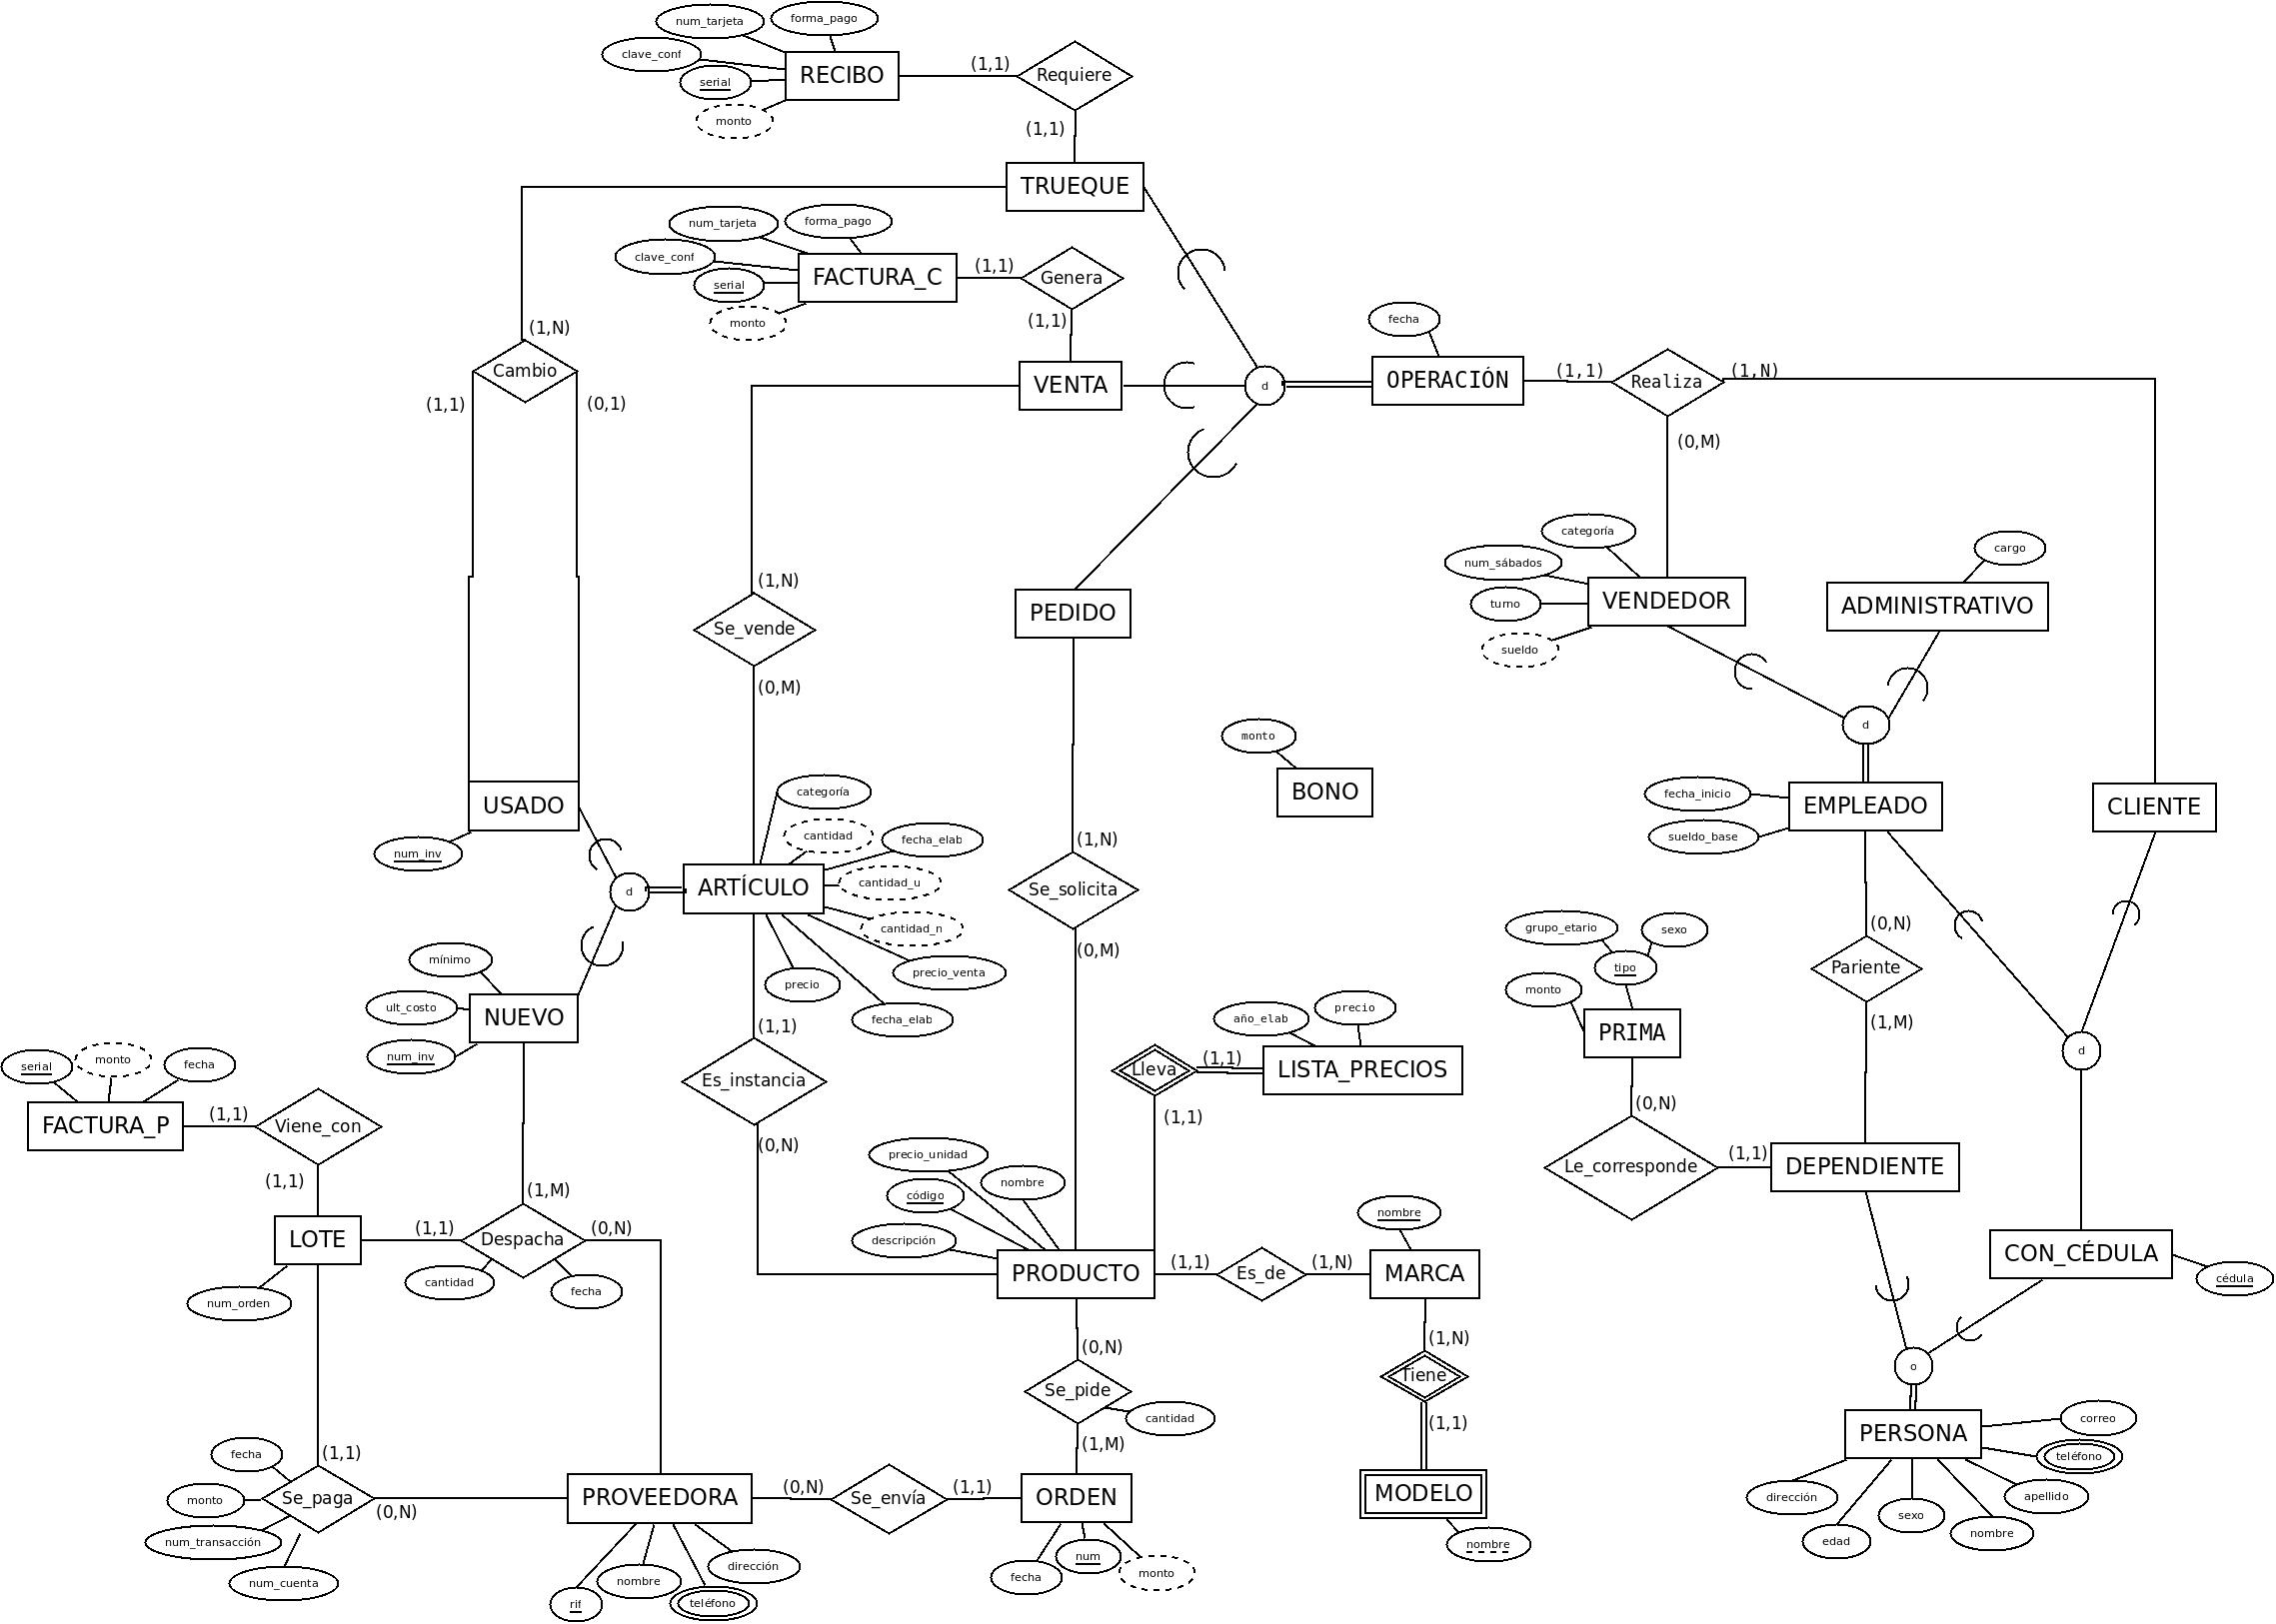 num_tarjeta
forma_pago
clave_conf
serial
monto
RECIBO
(1,1)
Requiere
(1,1)
TRUEQUE
num_tarjeta
forma_pago
clave_conf
serial
monto
FACTURA_C
(1,1)
Genera
(1,1)
VENTA
(1,N)
Cambio
(1,1)
(0,1)
d
fecha
OPERACIÓN
(1,1)
Realiza
(1,N)
(0,M)
categoría
num_sábados
turno
sueldo
VENDEDOR
cargo
ADMINISTRATIVO
d
(1,N)
Se_vende
(0,M)
PEDIDO
monto
BONO
fecha_inicio
sueldo_base
EMPLEADO
CLIENTE
USADO
num_inv
d
categoría
cantidad
fecha_elab
cantidad_u
cantidad_n
precio_venta
precio
fecha_elab
ARTÍCULO
(1,N)
Se_solicita
(0,M)
(0,N)
Pariente
(1,M)
grupo_etario
sexo
tipo
monto
PRIMA
(0,N)
Le_corresponde
(1,1)
DEPENDIENTE
d
mínimo
ult_costo
num_inv
NUEVO
(1,1)
Es_instancia
(0,N)
año_elab
precio
Lleva
(1,1)
LISTA_PRECIOS
(1,1)
serial
monto
fecha
FACTURA_P
(1,1)
Viene_con
(1,1)
LOTE
num_orden
(1,1)
(1,M)
Despacha
(0,N)
cantidad
fecha
precio_unidad
código
nombre
descripción
PRODUCTO
(1,1)
Es_de
(1,N)
nombre
MARCA
CON_CÉDULA
cédula
(0,N)
Se_pide
cantidad
(1,M)
(1,N)
Tiene
(1,1)
MODELO
nombre
o
PERSONA
correo
teléfono
apellido
nombre
sexo
edad
dirección
fecha
monto
num_transacción
num_cuenta
(1,1)
Se_paga
(0,N)
PROVEEDORA
(0,N)
Se_envía
(1,1)
ORDEN
rif
nombre
teléfono
dirección
fecha
num
monto